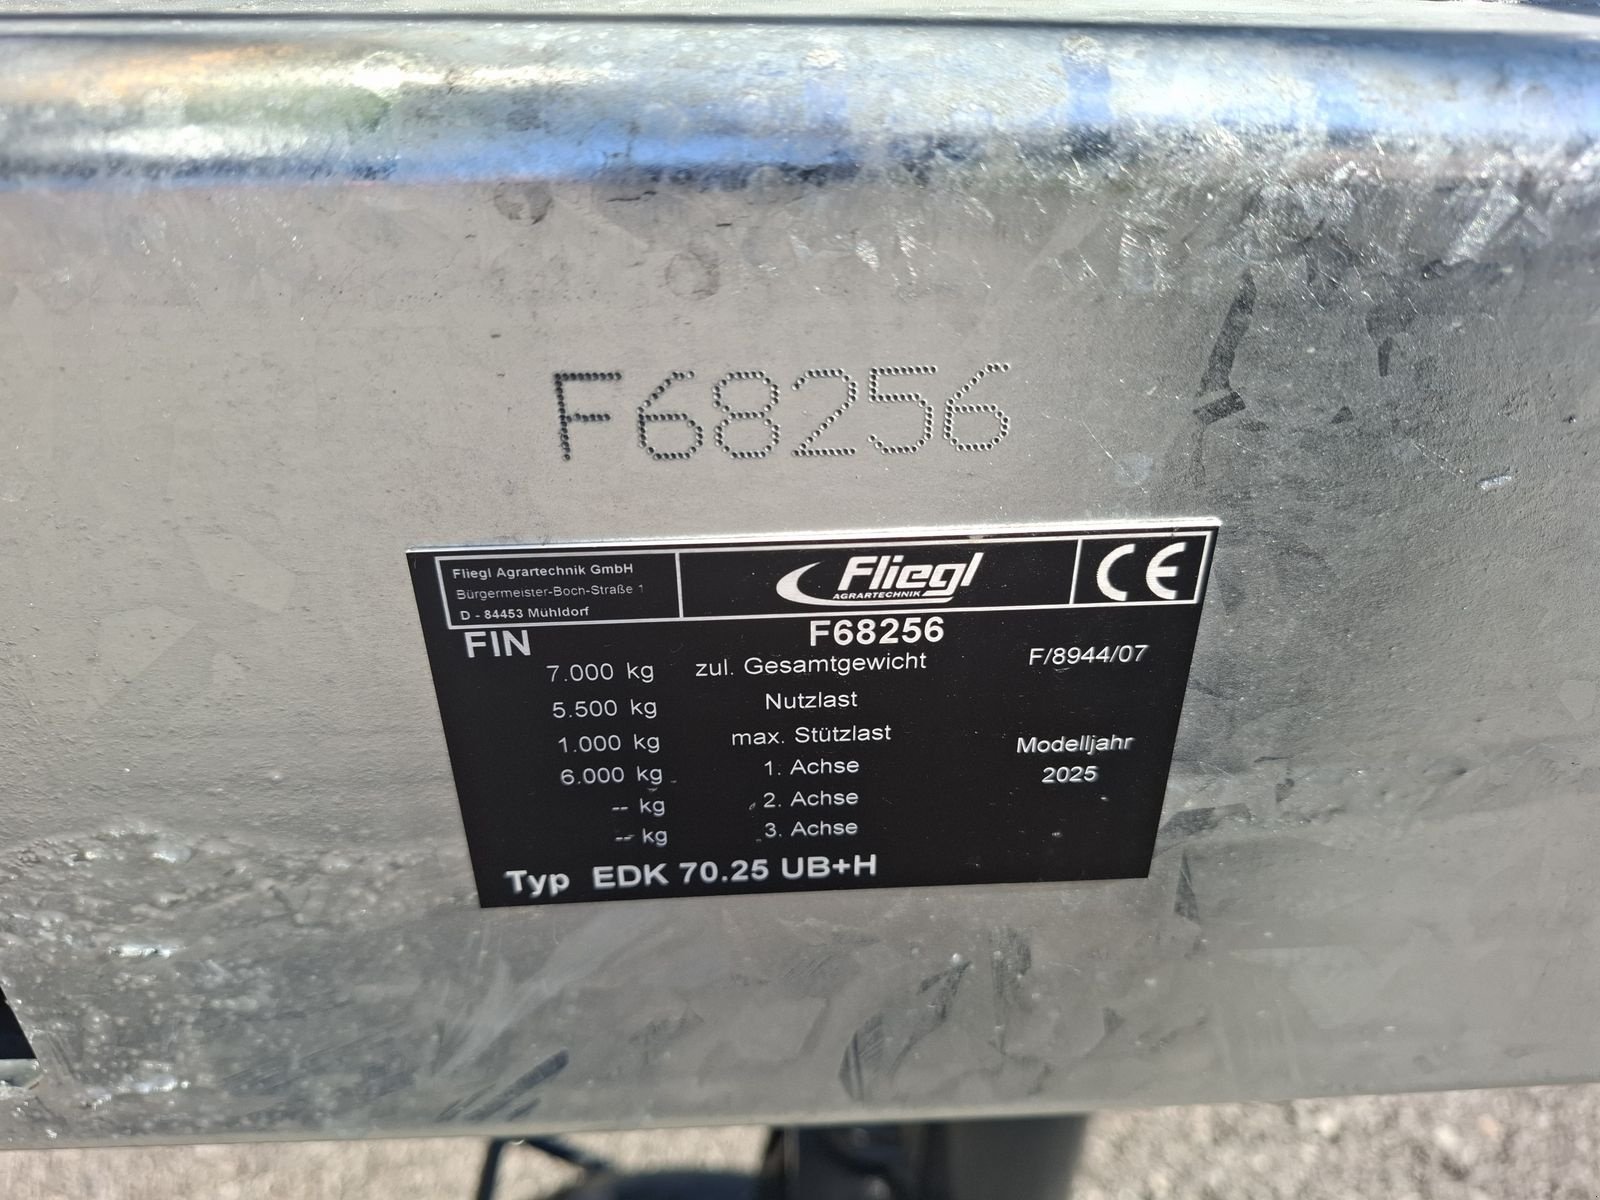 F68256
Fliegl Agrartechnik GmbH
Bürgermeister-Boch-Straße 1
D - 84453 Mühldorf
Fliegl
AGRARTECHNIK
CE
FIN F68256
7.000 kg zul. Gesamtgewicht F/8944/07
5.500 kg Nutzlast
1.000 kg max. Stützlast Modelljahr
6.000 kg 1. Achse 2025
-- kg 2. Achse
-- kg 3. Achse
Typ EDK 70.25 UB+H